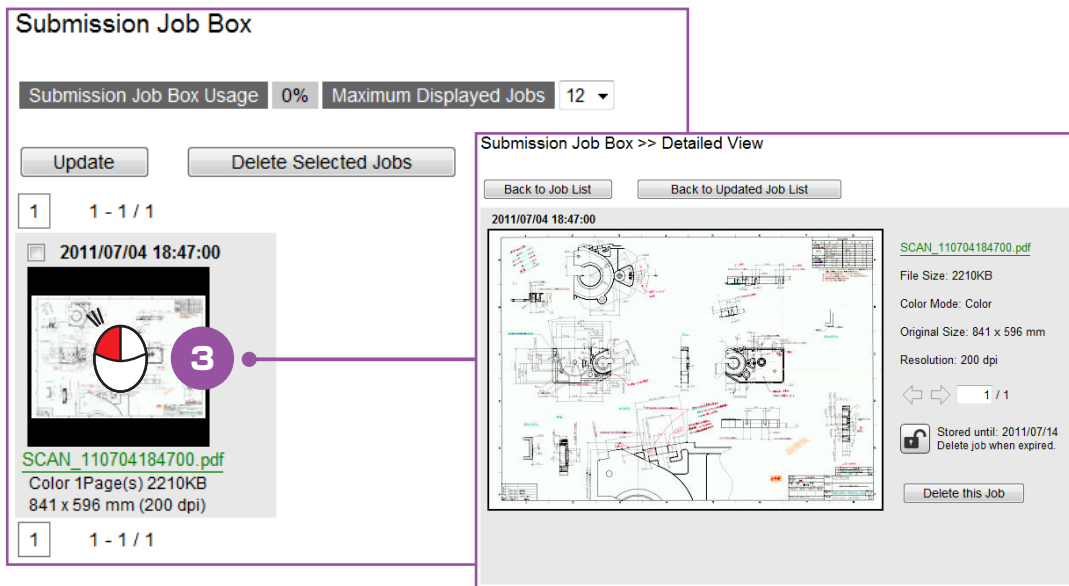 Submission Job Box
Submission Job Box Usage 0% Maximum Displayed Jobs 12
Update Delete Selected Jobs
1 1 - 1 / 1
2011/07/04 18:47:00
3
SCAN_110704184700.pdf
Color 1Page(s) 2210KB
841 x 596 mm (200 dpi)
1 1 - 1 / 1
Submission Job Box >> Detailed View
Back to Job List Back to Updated Job List
2011/07/04 18:47:00
SCAN_110704184700.pdf
File Size: 2210KB
Color Mode: Color
Original Size: 841 x 596 mm
Resolution: 200 dpi
1 / 1
Stored until: 2011/07/14
Delete job when expired.
Delete this Job